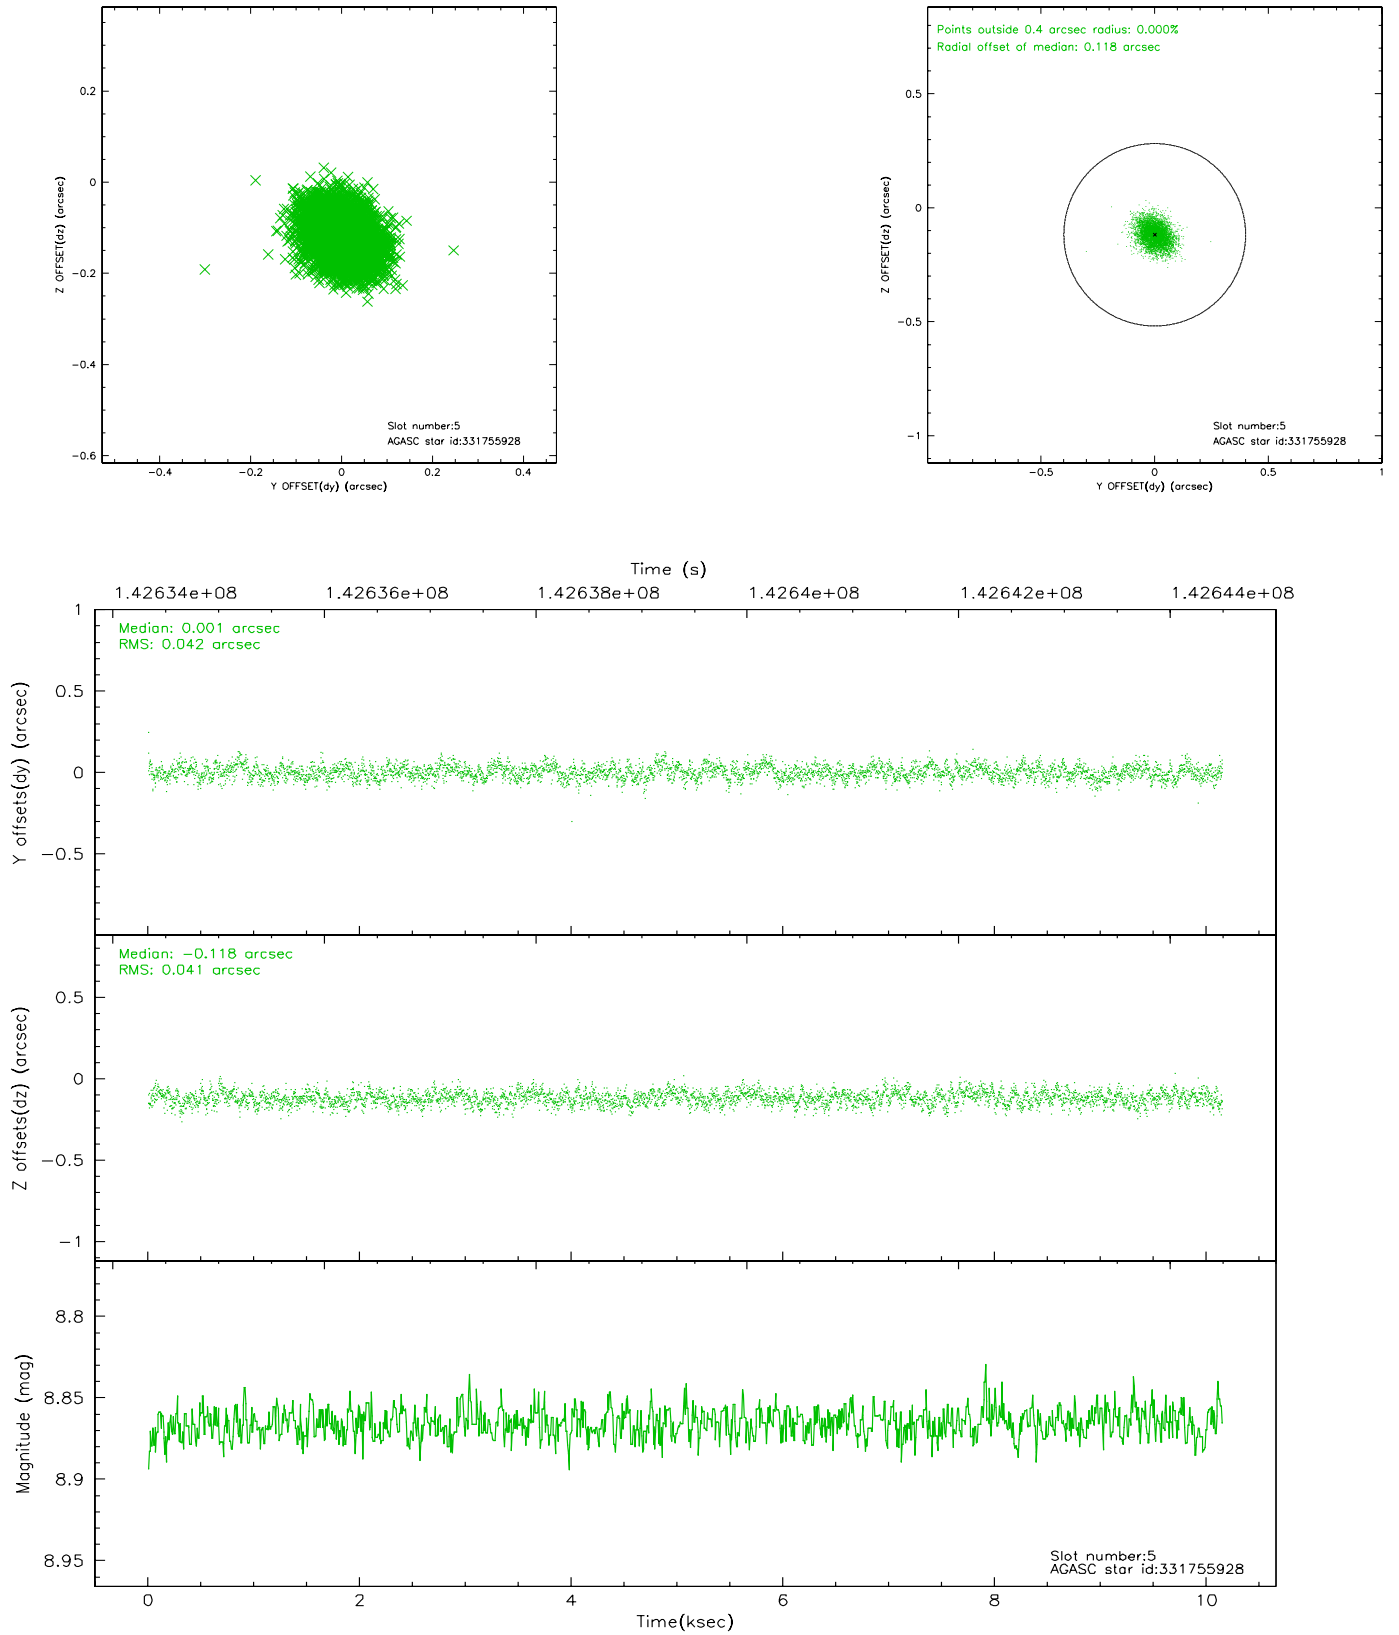 0.2
0
−0.2
−0.4
−0.6
Z OFFSET(dz) (arcsec)
−0.4
−0.2
0
0.2
0.4
Y OFFSET(dy) (arcsec)
Slot number:5
AGASC star id:331755928
Points outside 0.4 arcsec radius: 0.000%
Radial offset of median: 0.118 arcsec
0.5
0
−0.5
−1
Z OFFSET(dz) (arcsec)
−0.5
0
0.5
1
Y OFFSET(dy) (arcsec)
Slot number:5
AGASC star id:331755928
Time (s)
1.42634e+08
1.42636e+08
1.42638e+08
1.4264e+08
1.42642e+08
1.42644e+08
Median: 0.001 arcsec
RMS: 0.042 arcsec
1
0.5
0
−0.5
Y offsets(dy) (arcsec)
Median: −0.118 arcsec
RMS: 0.041 arcsec
0.5
0
−0.5
−1
Z offsets(dz) (arcsec)
8.8
8.85
8.9
8.95
Magnitude (mag)
Slot number:5
AGASC star id:331755928
0
2
4
6
8
10
Time(ksec)